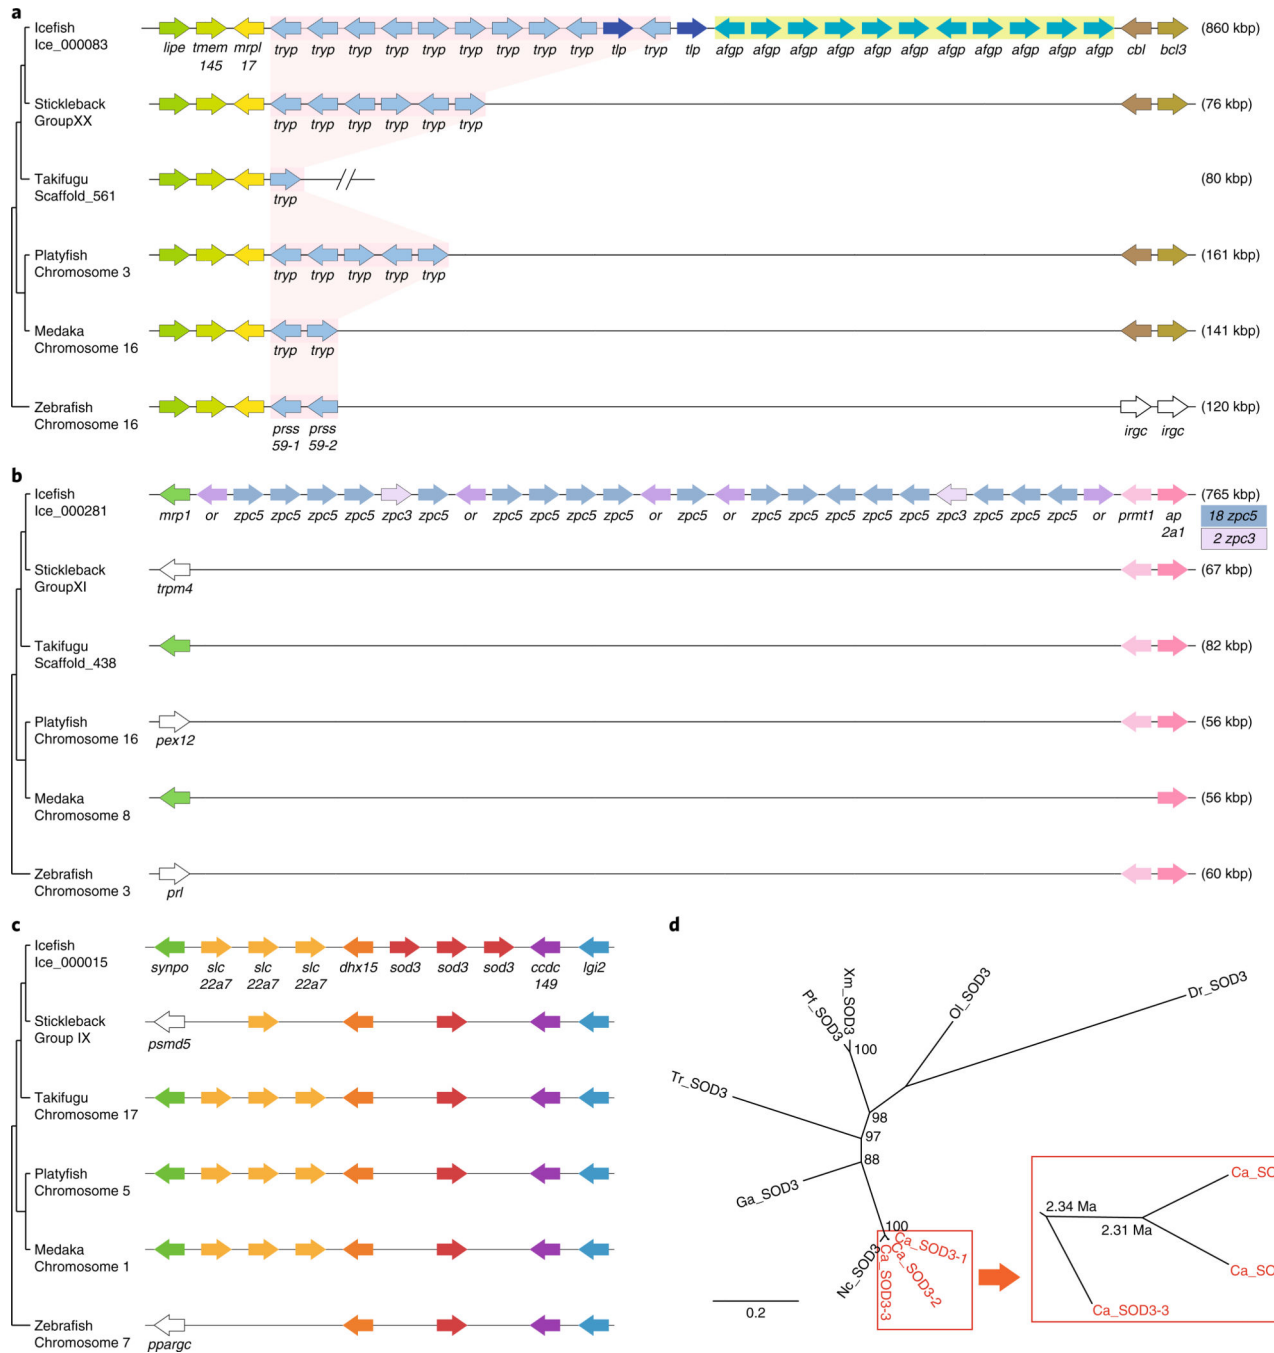 a
Icefish
Ice_000083
(860 kbp)
lipe tmem mrpl tryp tryp tryp tryp tryp tryp tryp tryp tryp tlp tryp tlp afgp afgp afgp afgp afgp afgp afgp afgp afgp afgp afgp cbl bcl3
145 17
Stickleback
GroupXX
(76 kbp)
tryp tryp tryp tryp tryp tryp
Takifugu
Scaffold_561
(80 kbp)
tryp
Platyfish
Chromosome 3
(161 kbp)
tryp tryp tryp tryp tryp
Medaka
Chromosome 16
(141 kbp)
tryp tryp
Zebrafish
Chromosome 16
(120 kbp)
prss prss irgc irgc
59-1 59-2
b
Icefish
Ice_000281
(765 kbp)
mrp1 or zpc5 zpc5 zpc5 zpc5 zpc3 zpc5 or zpc5 zpc5 zpc5 zpc5 or zpc5 or zpc5 zpc5 zpc5 zpc5 zpc5 zpc3 zpc5 zpc5 zpc5 or prmt1 ap
2a1
18 zpc5
2 zpc3
Stickleback
GroupXI
(67 kbp)
trpm4
Takifugu
Scaffold_438
(82 kbp)
Platyfish
Chromosome 16
(56 kbp)
pex12
Medaka
Chromosome 8
(56 kbp)
Zebrafish
Chromosome 3
(60 kbp)
prl
c
Icefish
Ice_000015
synpo slc slc slc dhx15 sod3 sod3 sod3 ccdc lgi2
22a7 22a7 22a7 149
Stickleback
Group IX
psmd5
Takifugu
Chromosome 17
Platyfish
Chromosome 5
Medaka
Chromosome 1
Zebrafish
Chromosome 7
ppargc
d
Xm_SOD3
Pf_SOD3
Ol_SOD3
Dr_SOD3
100
Tr_SOD3
98
97
88
Ga_SOD3
100
Nc_SOD3
Ca_SOD3-1
Ca_SOD3-2
Ca_SOD3-3
0.2
Ca_SO
2.34 Ma
2.31 Ma
Ca_SO
Ca_SOD3-3